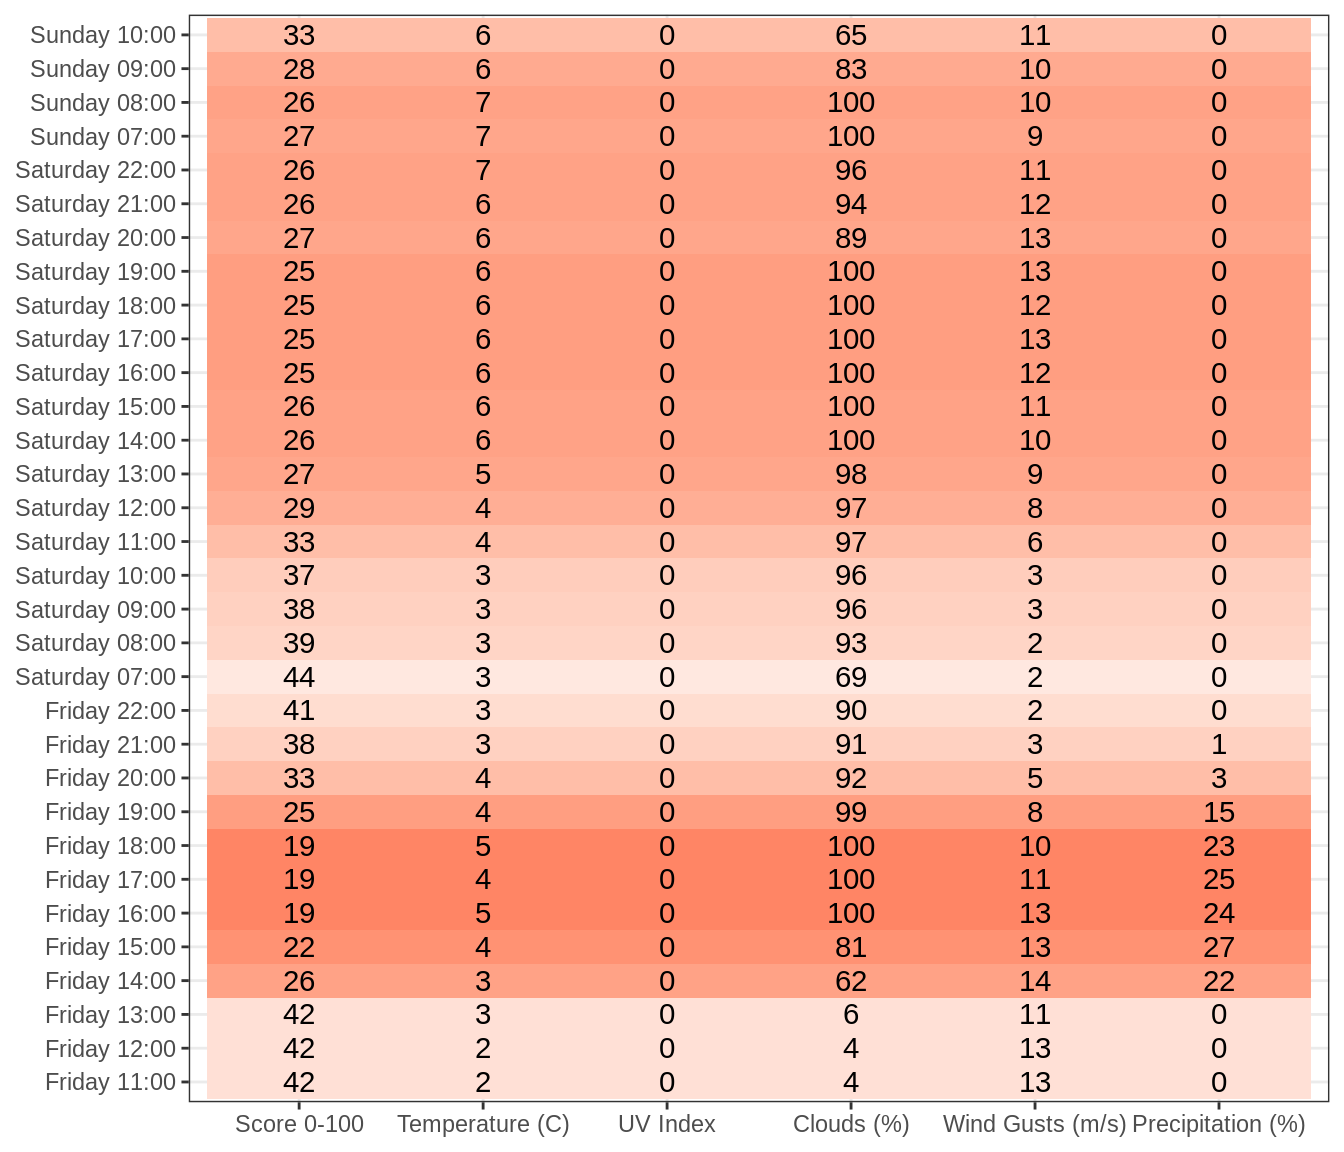 Sunday 10:00 33 6 0 65 11 0
Sunday 09:00 28 6 0 83 10 0
Sunday 08:00 26 7 0 100 10 0
Sunday 07:00 27 7 0 100 9 0
Saturday 22:00 26 7 0 96 11 0
Saturday 21:00 26 6 0 94 12 0
Saturday 20:00 27 6 0 89 13 0
Saturday 19:00 25 6 0 100 13 0
Saturday 18:00 25 6 0 100 12 0
Saturday 17:00 25 6 0 100 13 0
Saturday 16:00 25 6 0 100 12 0
Saturday 15:00 26 6 0 100 11 0
Saturday 14:00 26 6 0 100 10 0
Saturday 13:00 27 5 0 98 9 0
Saturday 12:00 29 4 0 97 8 0
Saturday 11:00 33 4 0 97 6 0
Saturday 10:00 37 3 0 96 3 0
Saturday 09:00 38 3 0 96 3 0
Saturday 08:00 39 3 0 93 2 0
Saturday 07:00 44 3 0 69 2 0
Friday 22:00 41 3 0 90 2 0
Friday 21:00 38 3 0 91 3 1
Friday 20:00 33 4 0 92 5 3
Friday 19:00 25 4 0 99 8 15
Friday 18:00 19 5 0 100 10 23
Friday 17:00 19 4 0 100 11 25
Friday 16:00 19 5 0 100 13 24
Friday 15:00 22 4 0 81 13 27
Friday 14:00 26 3 0 62 14 22
Friday 13:00 42 3 0 6 11 0
Friday 12:00 42 2 0 4 13 0
Friday 11:00 42 2 0 4 13 0
Score 0-100 Temperature (C) UV Index Clouds (%) Wind Gusts (m/s) Precipitation (%)